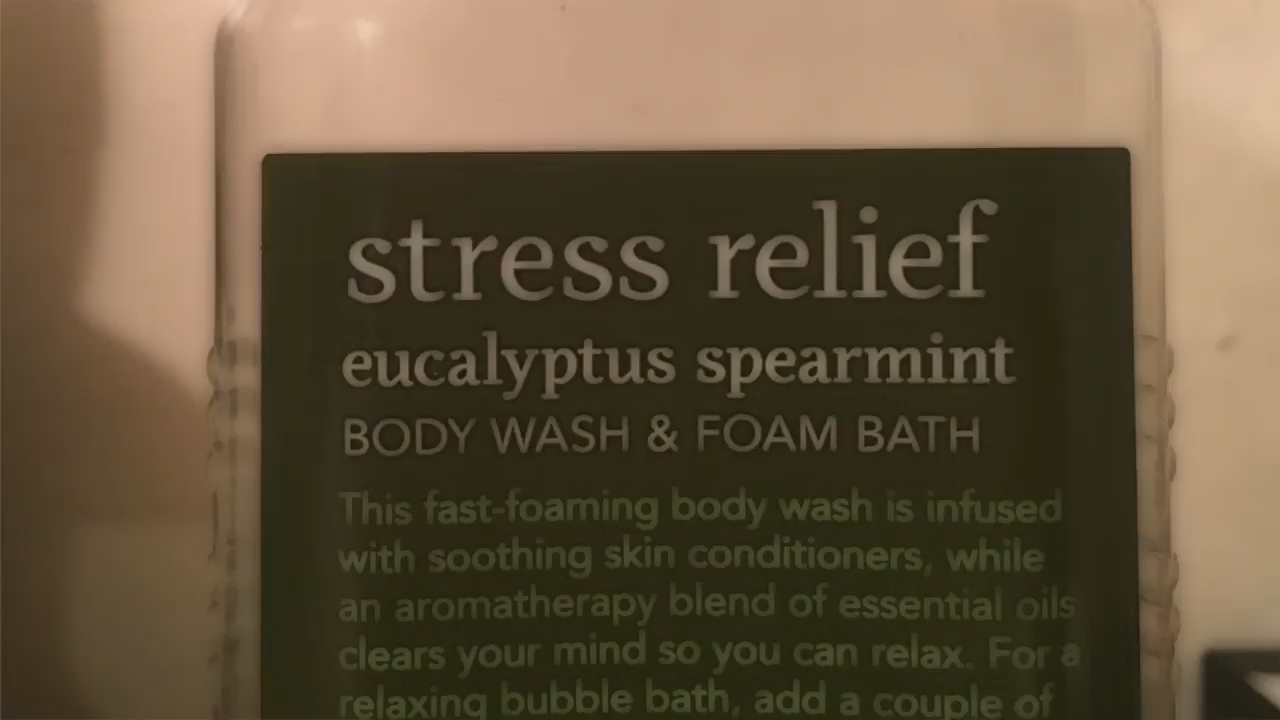 stress relief
eucalyptus spearmint
BODY WASH & FOAM BATH
This fast-foaming body wash is infused
with soothing skin conditioners, while
an aromatherapy blend of essential oils
clears your mind so you can relax. For a
relaxing bubble bath, add a couple of